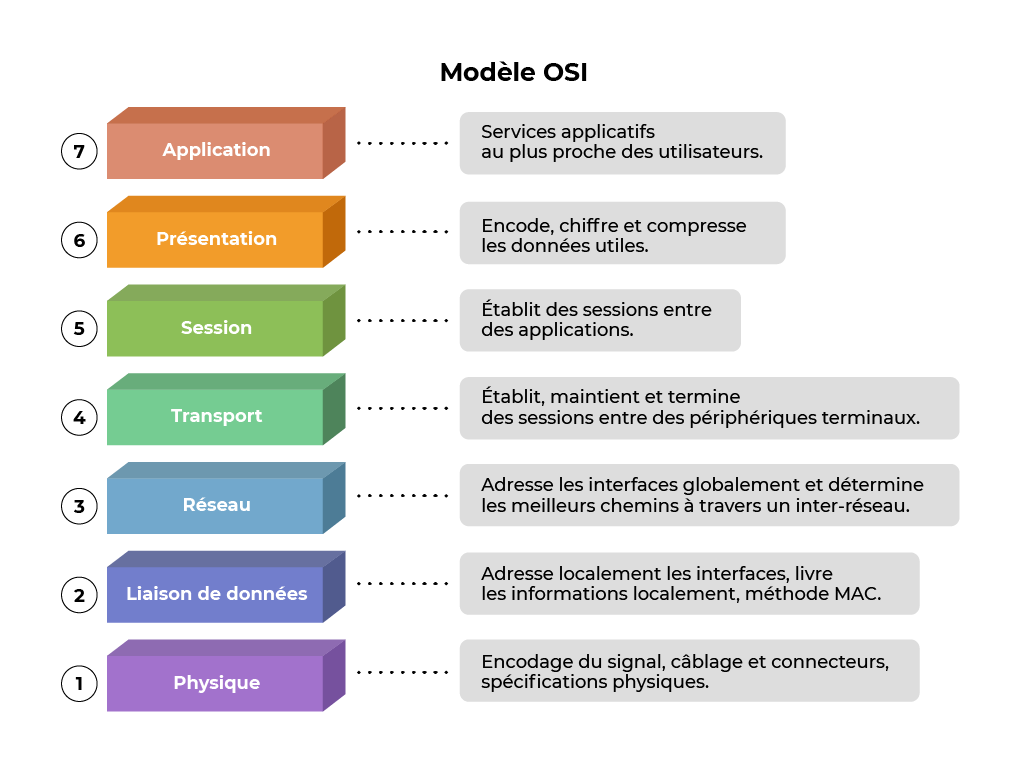 Modèle OSI
7
Application
Services applicatifs
au plus proche des utilisateurs.
6
Présentation
Encode, chiffre et compresse
les données utiles.
5
Session
Établit des sessions entre
des applications.
4
Transport
Établit, maintient et termine
des sessions entre des périphériques terminaux.
3
Réseau
Adresse les interfaces globalement et détermine
les meilleurs chemins à travers un inter-réseau.
2
Liaison de données
Adresse localement les interfaces, livre
les informations localement, méthode MAC.
1
Physique
Encodage du signal, câblage et connecteurs,
spécifications physiques.